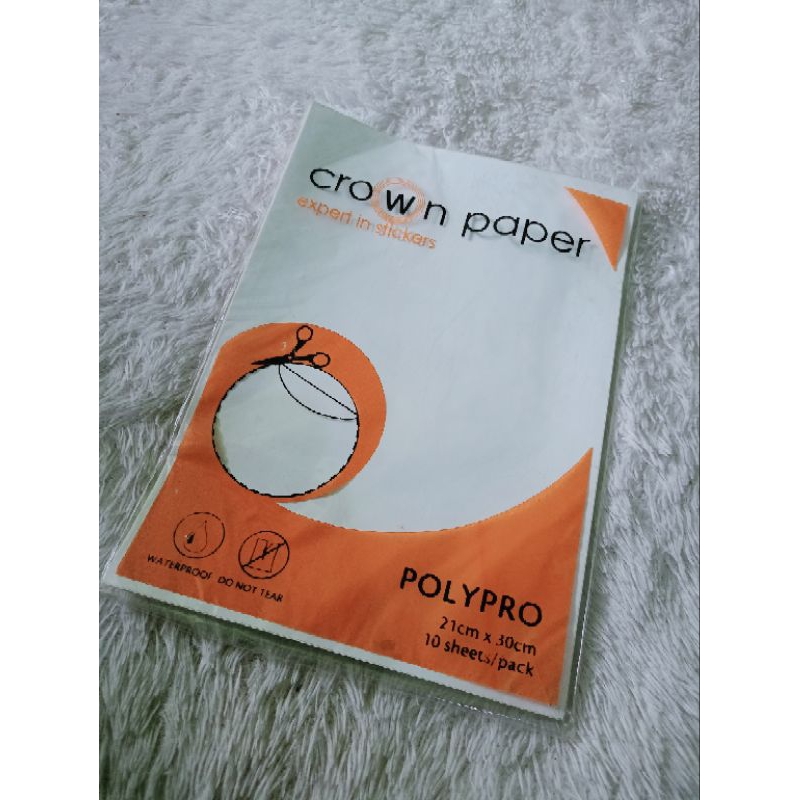 crown paper
expert in stickers
WATERPROOF DO NOT TEAR
POLYPRO
21cm x 30cm
10 sheets/pack